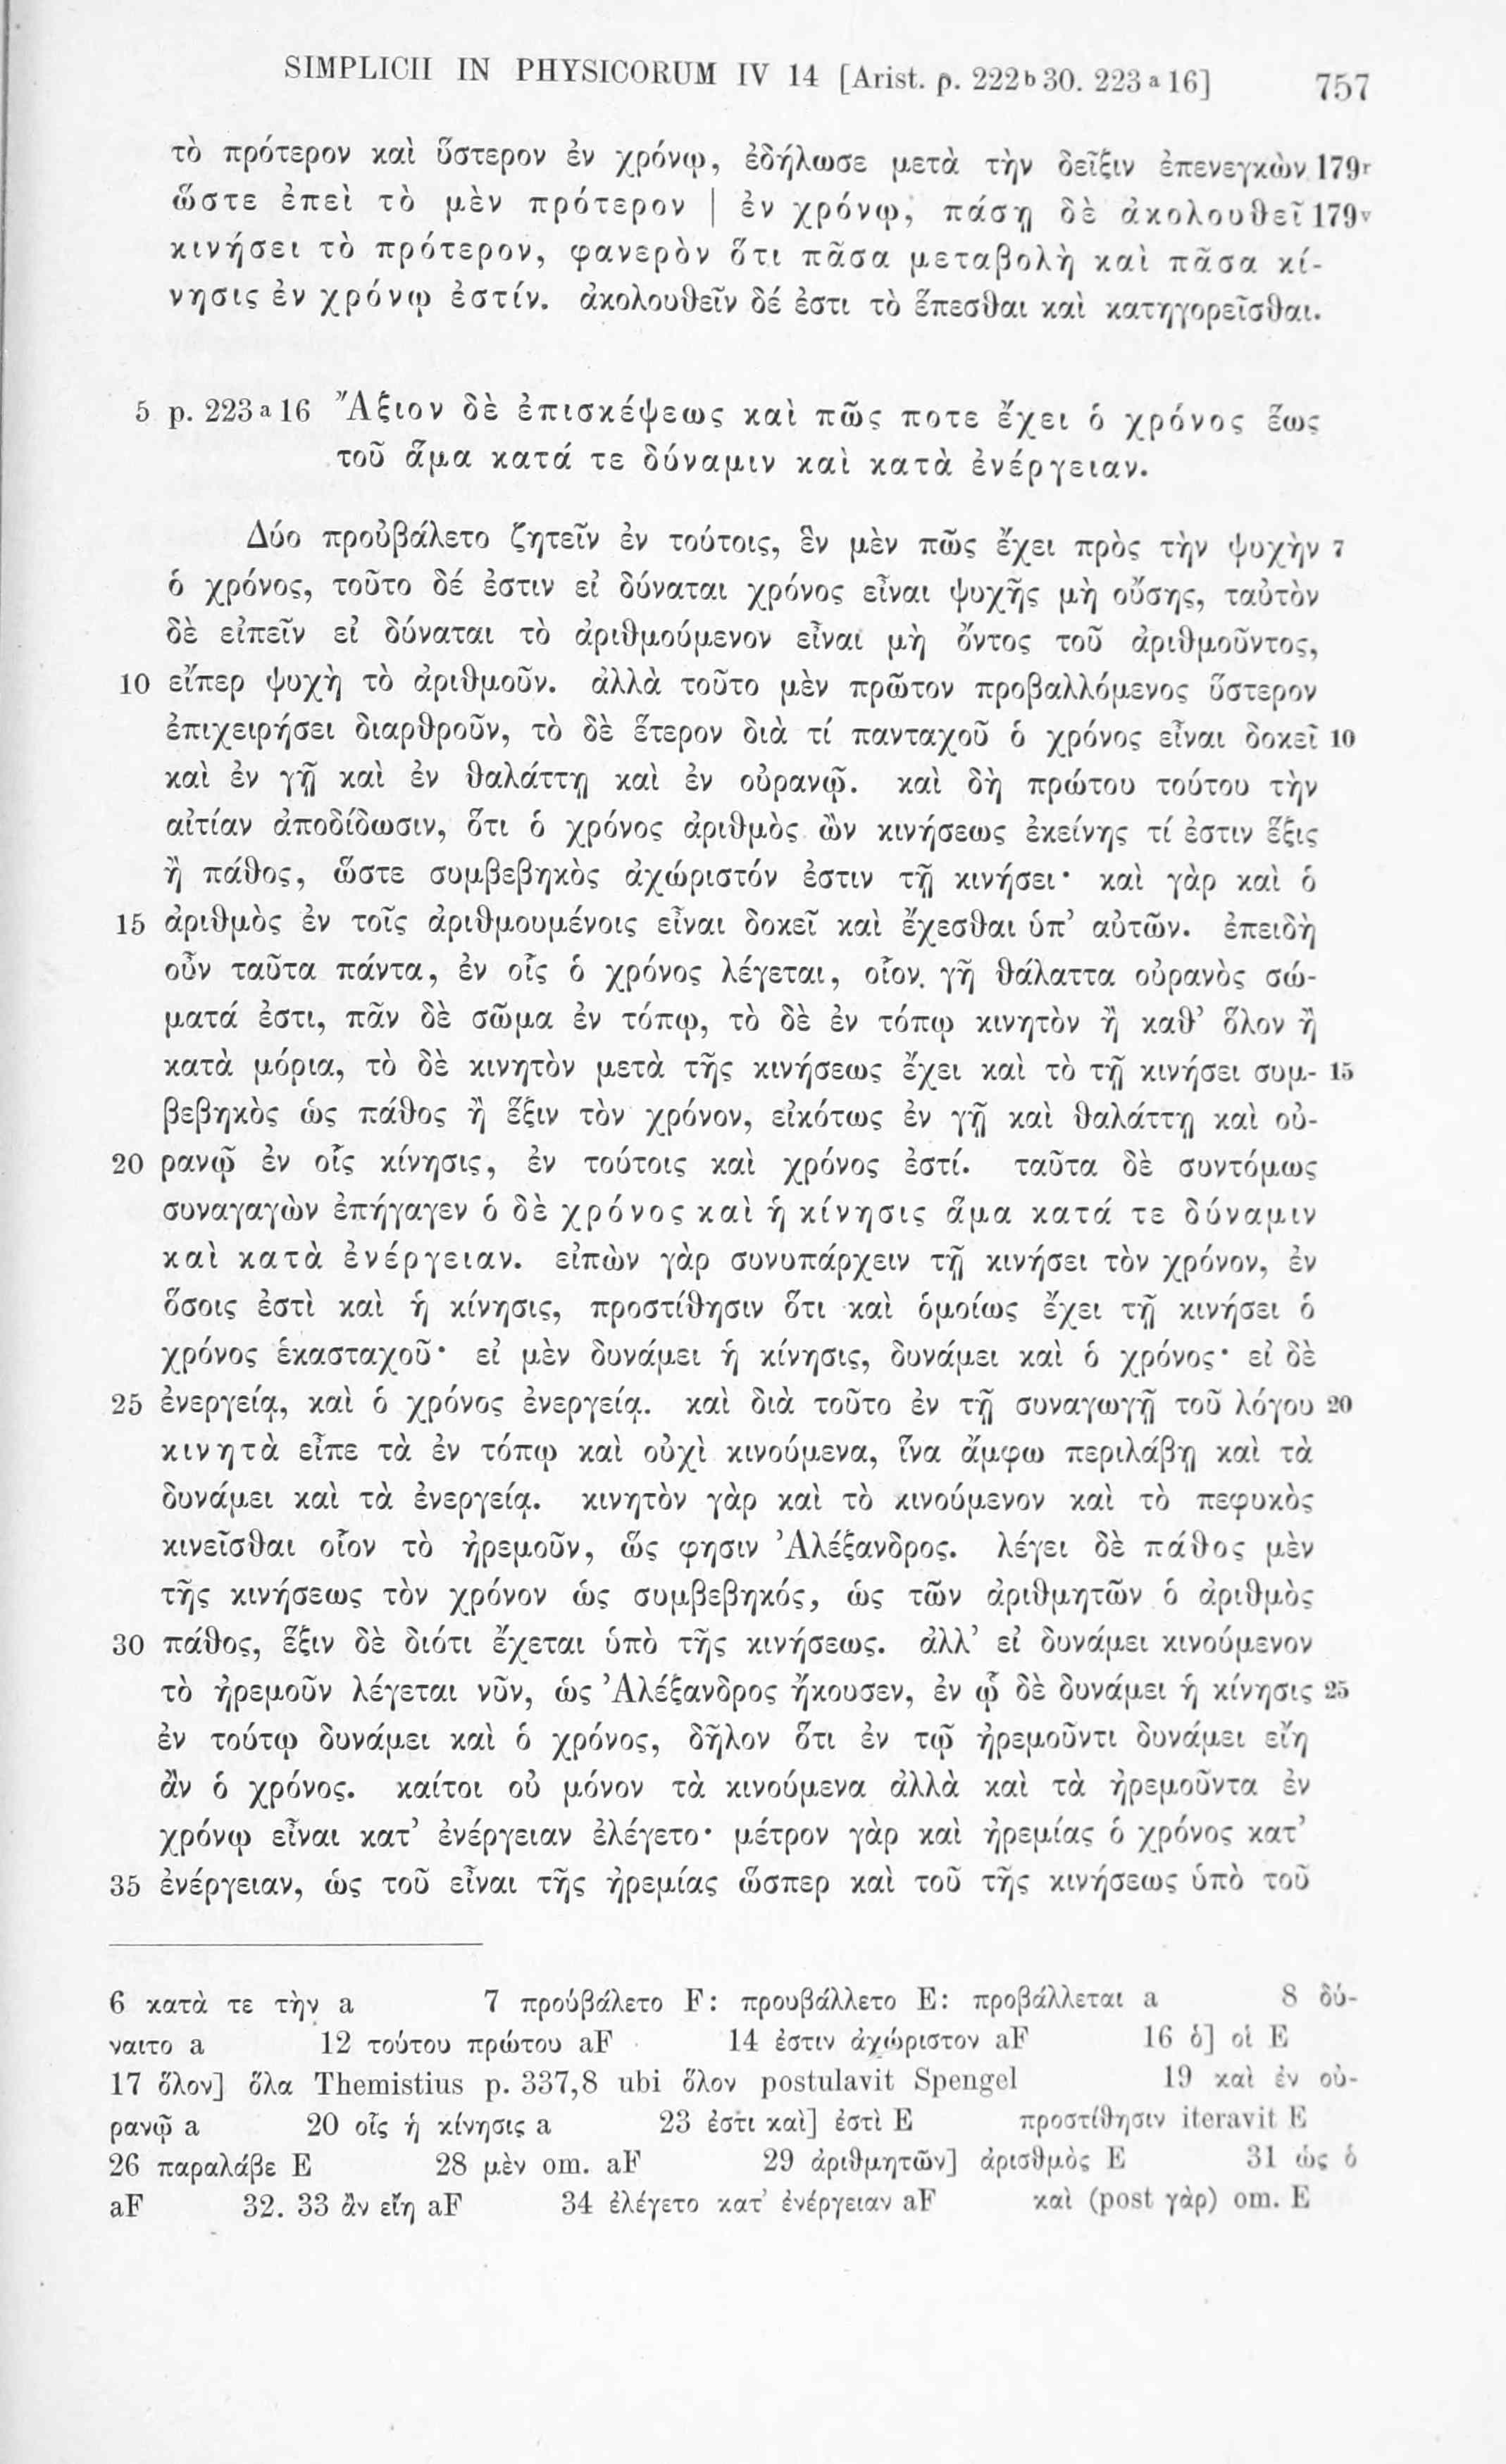 SIMPLICII IN PHYSICORUM IV 14 [Arist. p. 222ᵇ30. 223ᵃ16] 757
τὸ πρότερον καὶ ὕστερον ἐν χρόνῳ, ἐδήλωσε μετὰ τὴν δεῖξιν ἐπενεγκὼν 179ʳ
ὥστε ἐπεὶ τὸ μὲν πρότερον | ἐν χρόνῳ, πάσῃ δὲ ἀκολουθεῖ 179ᵛ
κινήσει τὸ πρότερον, φανερὸν ὅτι πᾶσα μεταβολὴ καὶ πᾶσα κί-
νησις ἐν χρόνῳ ἐστίν. ἀκολουθεῖν δέ ἐστι τὸ ἕπεσθαι καὶ κατηγορεῖσθαι.
5 p. 223ᵃ16 Ἄξιον δὲ ἐπισκέψεως καὶ πῶς ποτε ἔχει ὁ χρόνος ἕως
τοῦ ἅμα κατά τε δύναμιν καὶ κατὰ ἐνέργειαν.
Δύο προὐβάλετο ζητεῖν ἐν τούτοις, ἓν μὲν πῶς ἔχει πρὸς τὴν ψυχὴν 7
ὁ χρόνος, τοῦτο δέ ἐστιν εἰ δύναται χρόνος εἶναι ψυχῆς μὴ οὔσης, ταὐτὸν
δὲ εἰπεῖν εἰ δύναται τὸ ἀριθμούμενον εἶναι μὴ ὄντος τοῦ ἀριθμοῦντος,
10 εἴπερ ψυχὴ τὸ ἀριθμοῦν. ἀλλὰ τοῦτο μὲν πρῶτον προβαλλόμενος ὕστερον
ἐπιχειρήσει διαρθροῦν, τὸ δὲ ἕτερον διὰ τί πανταχοῦ ὁ χρόνος εἶναι δοκεῖ 10
καὶ ἐν γῇ καὶ ἐν θαλάττῃ καὶ ἐν οὐρανῷ. καὶ δὴ πρώτου τούτου τὴν
αἰτίαν ἀποδίδωσιν, ὅτι ὁ χρόνος ἀριθμὸς ὢν κινήσεως ἐκείνης τί ἐστιν ἕξις
ἢ πάθος, ὥστε συμβεβηκὸς ἀχώριστόν ἐστιν τῇ κινήσει· καὶ γὰρ καὶ ὁ
15 ἀριθμὸς ἐν τοῖς ἀριθμουμένοις εἶναι δοκεῖ καὶ ἔχεσθαι ὑπ’ αὐτῶν. ἐπειδὴ
οὖν ταῦτα πάντα, ἐν οἷς ὁ χρόνος λέγεται, οἷον γῆ θάλαττα οὐρανὸς σώ-
ματά ἐστι, πᾶν δὲ σῶμα ἐν τόπῳ, τὸ δὲ ἐν τόπῳ κινητὸν ἢ καθ’ ὅλον ἢ
κατὰ μόρια, τὸ δὲ κινητὸν μετὰ τῆς κινήσεως ἔχει καὶ τὸ τῇ κινήσει συμ- 15
βεβηκὸς ὡς πάθος ἢ ἕξιν τὸν χρόνον, εἰκότως ἐν γῇ καὶ θαλάττῃ καὶ οὐ-
20 ρανῷ ἐν οἷς κίνησις, ἐν τούτοις καὶ χρόνος ἐστί. ταῦτα δὲ συντόμως
συναγαγὼν ἐπήγαγεν ὁ δὲ χρόνος καὶ ἡ κίνησις ἅμα κατά τε δύναμιν
καὶ κατὰ ἐνέργειαν. εἰπὼν γὰρ συνυπάρχειν τῇ κινήσει τὸν χρόνον, ἐν
ὅσοις ἐστὶ καὶ ἡ κίνησις, προστίθησιν ὅτι καὶ ὁμοίως ἔχει τῇ κινήσει ὁ
χρόνος ἑκασταχοῦ· εἰ μὲν δυνάμει ἡ κίνησις, δυνάμει καὶ ὁ χρόνος· εἰ δὲ
25 ἐνεργείᾳ, καὶ ὁ χρόνος ἐνεργείᾳ. καὶ διὰ τοῦτο ἐν τῇ συναγωγῇ τοῦ λόγου 20
κινητὰ εἶπε τὰ ἐν τόπῳ καὶ οὐχὶ κινούμενα, ἵνα ἄμφω περιλάβῃ καὶ τὰ
δυνάμει καὶ τὰ ἐνεργείᾳ. κινητὸν γὰρ καὶ τὸ κινούμενον καὶ τὸ πεφυκὸς
κινεῖσθαι οἷον τὸ ἠρεμοῦν, ὥς φησιν Ἀλέξανδρος. λέγει δὲ πάθος μὲν
τῆς κινήσεως τὸν χρόνον ὡς συμβεβηκός, ὡς τῶν ἀριθμητῶν ὁ ἀριθμὸς
30 πάθος, ἕξιν δὲ διότι ἔχεται ὑπὸ τῆς κινήσεως. ἀλλ’ εἰ δυνάμει κινούμενον
τὸ ἠρεμοῦν λέγεται νῦν, ὡς Ἀλέξανδρος ἤκουσεν, ἐν ᾧ δὲ δυνάμει ἡ κίνησις 25
ἐν τούτῳ δυνάμει καὶ ὁ χρόνος, δῆλον ὅτι ἐν τῷ ἠρεμοῦντι δυνάμει εἴη
ἂν ὁ χρόνος. καίτοι οὐ μόνον τὰ κινούμενα ἀλλὰ καὶ τὰ ἠρεμοῦντα ἐν
χρόνῳ εἶναι κατ’ ἐνέργειαν ἐλέγετο· μέτρον γὰρ καὶ ἠρεμίας ὁ χρόνος κατ’
35 ἐνέργειαν, ὡς τοῦ εἶναι τῆς ἠρεμίας ὥσπερ καὶ τοῦ τῆς κινήσεως ὑπὸ τοῦ
6 κατὰ τε τὴν a 7 προὐβάλετο F: προυβάλλετο E: προβάλλεται a 8 δύ-
ναιτο a 12 τούτου πρώτου aF 14 ἐστιν ἀχώριστον aF 16 ὁ] οἱ E
17 ὅλον] ὅλα Themistius p. 337,8 ubi ὅλον postulavit Spengel 19 καὶ ἐν οὐ-
ρανῷ a 20 οἷς ἡ κίνησις a 23 ἐστι καὶ] ἐστὶ E προστίθησιν iteravit E
26 παραλάβε E 28 μὲν om. aF 29 ἀριθμητῶν] ἀρισθμὸς E 31 ὡς ὁ
aF 32. 33 ἂν εἴη aF 34 ἐλέγετο κατ’ ἐνέργειαν aF καὶ (post γὰρ) om. E